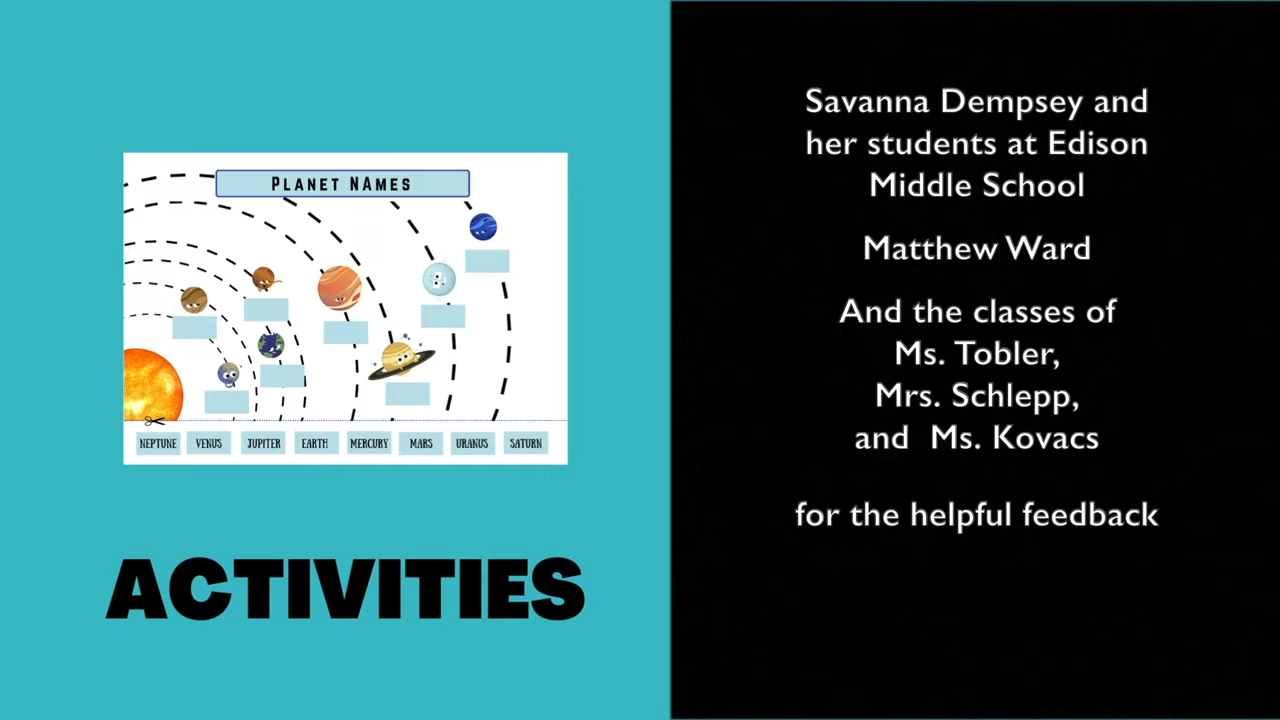 PLANET NAMES
NEPTUNE VENUS JUPITER EARTH MERCURY MARS URANUS SATURN
ACTIVITIES
Savanna Dempsey and
her students at Edison
Middle School
Matthew Ward
And the classes of
Ms. Tobler,
Mrs. Schlepp,
and Ms. Kovacs
for the helpful feedback